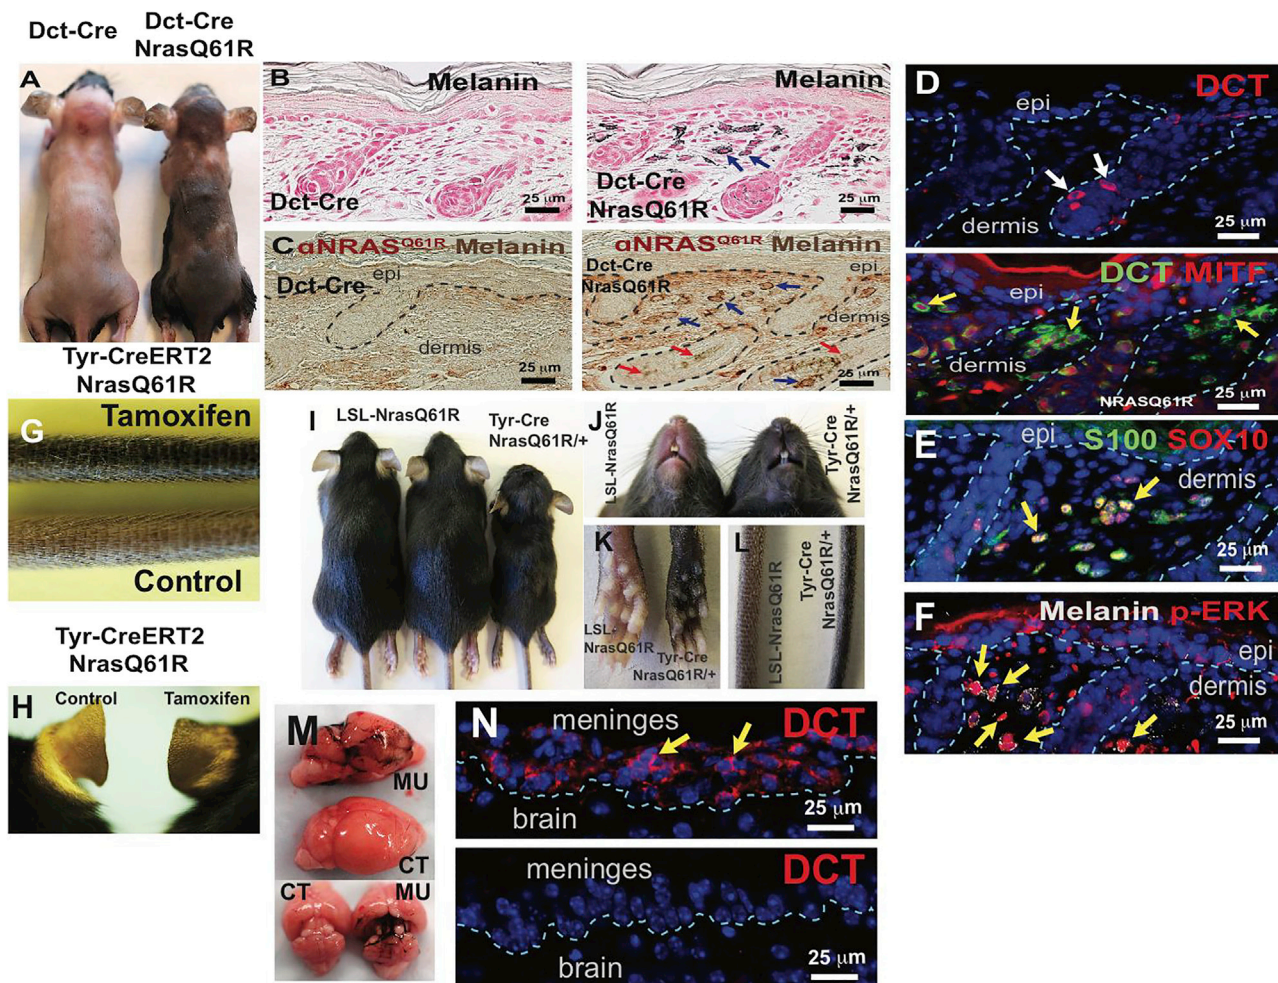 Dct-Cre
Dct-Cre
NrasQ61R
A
B
Melanin
Dct-Cre
25 µm
Melanin
Dct-Cre
NrasQ61R
25 µm
C
αNRASQ61R Melanin
Dct-Cre
epi
dermis
25 µm
αNRASQ61R Melanin
Dct-Cre
NrasQ61R
epi
dermis
25 µm
D
DCT
epi
dermis
25 µm
DCT MITF
epi
dermis
NRASQ61R
25 µm
E
S100 SOX10
epi
dermis
25 µm
F
Melanin p-ERK
epi
dermis
25 µm
Tyr-CreERT2
NrasQ61R
G
Tamoxifen
Control
Tyr-CreERT2
NrasQ61R
H
Control
Tamoxifen
I
LSL-NrasQ61R
Tyr-Cre
NrasQ61R/+
J
LSL-NrasQ61R
Tyr-Cre
NrasQ61R/+
K
LSL-
NrasQ61R
Tyr-Cre
NrasQ61R/+
L
LSL-NrasQ61R
Tyr-Cre
NrasQ61R/+
M
MU
CT
CT
MU
N
meninges
DCT
brain
25 µm
meninges
DCT
brain
25 µm